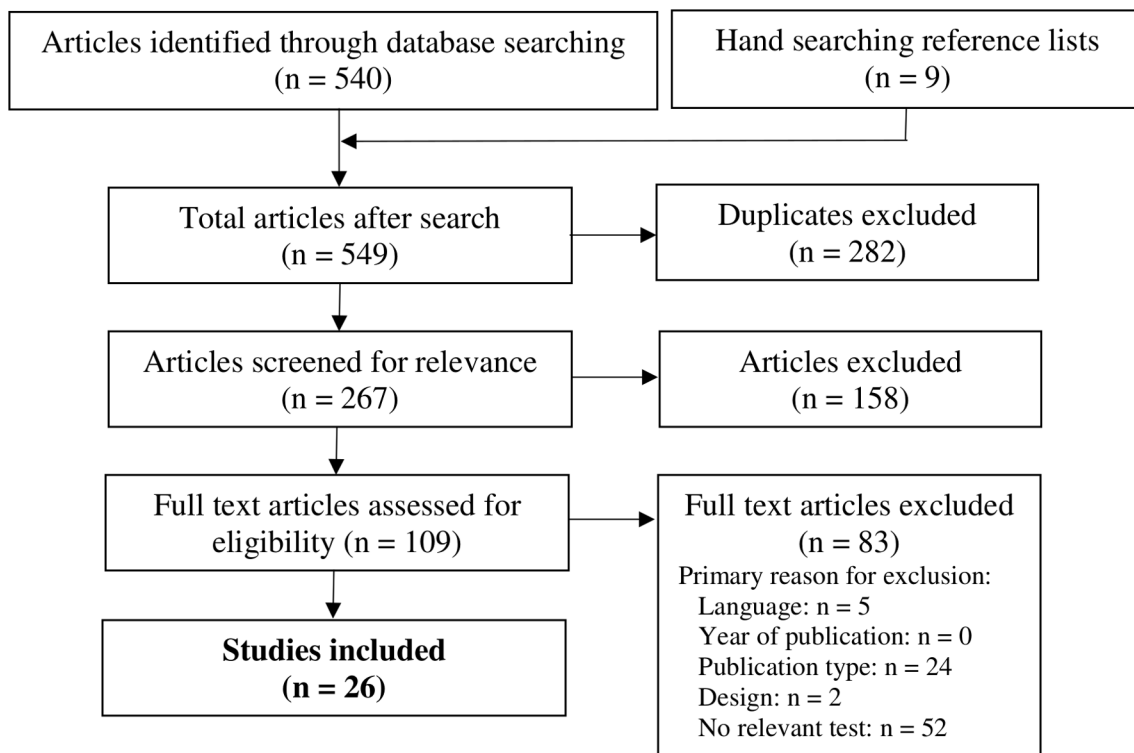 Articles identified through database searching
(n = 540)
Hand searching reference lists
(n = 9)
Total articles after search
(n = 549)
Duplicates excluded
(n = 282)
Articles screened for relevance
(n = 267)
Articles excluded
(n = 158)
Full text articles assessed for
eligibility (n = 109)
Full text articles excluded
(n = 83)
Primary reason for exclusion:
Language: n = 5
Year of publication: n = 0
Publication type: n = 24
Design: n = 2
No relevant test: n = 52
Studies included
(n = 26)